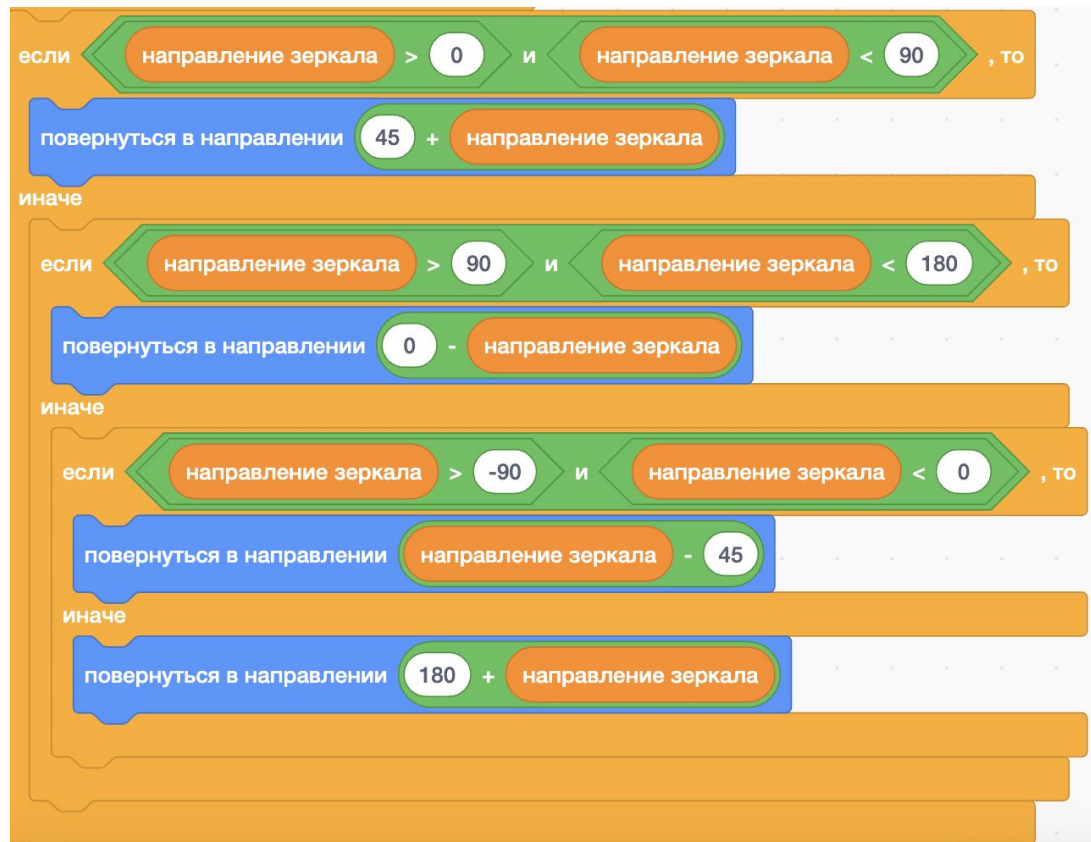 если направление зеркала > 0 и направление зеркала < 90 , то
повернуться в направлении 45 + направление зеркала
иначе
если направление зеркала > 90 и направление зеркала < 180 , то
повернуться в направлении 0 - направление зеркала
иначе
если направление зеркала > -90 и направление зеркала < 0 , то
повернуться в направлении направление зеркала - 45
иначе
повернуться в направлении 180 + направление зеркала